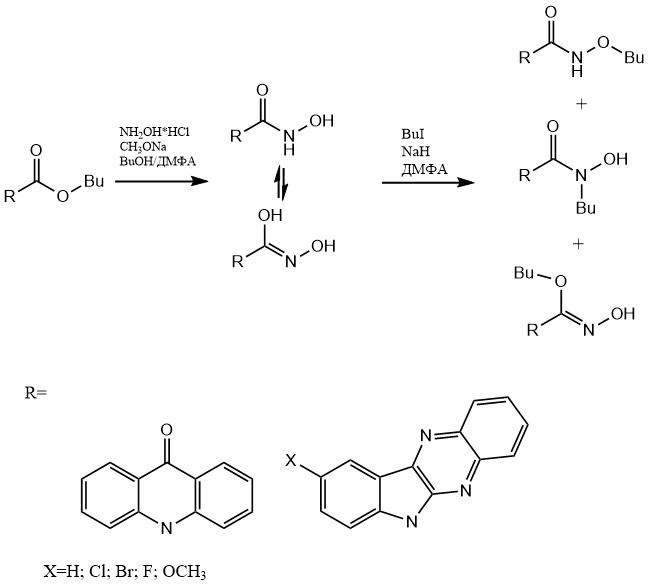 O
R
N
H
O
Bu
+
NH2OH*HCl
CH3ONa
BuOH/ДМФА
O
R
O
Bu
O
R
N
H
OH
OH
R
N
OH
BuI
NaH
ДМФА
O
R
N
OH
Bu
+
Bu
O
R
N
OH
R=
O
N
H
X
N
N
N
H
X=H; Cl; Br; F; OCH3